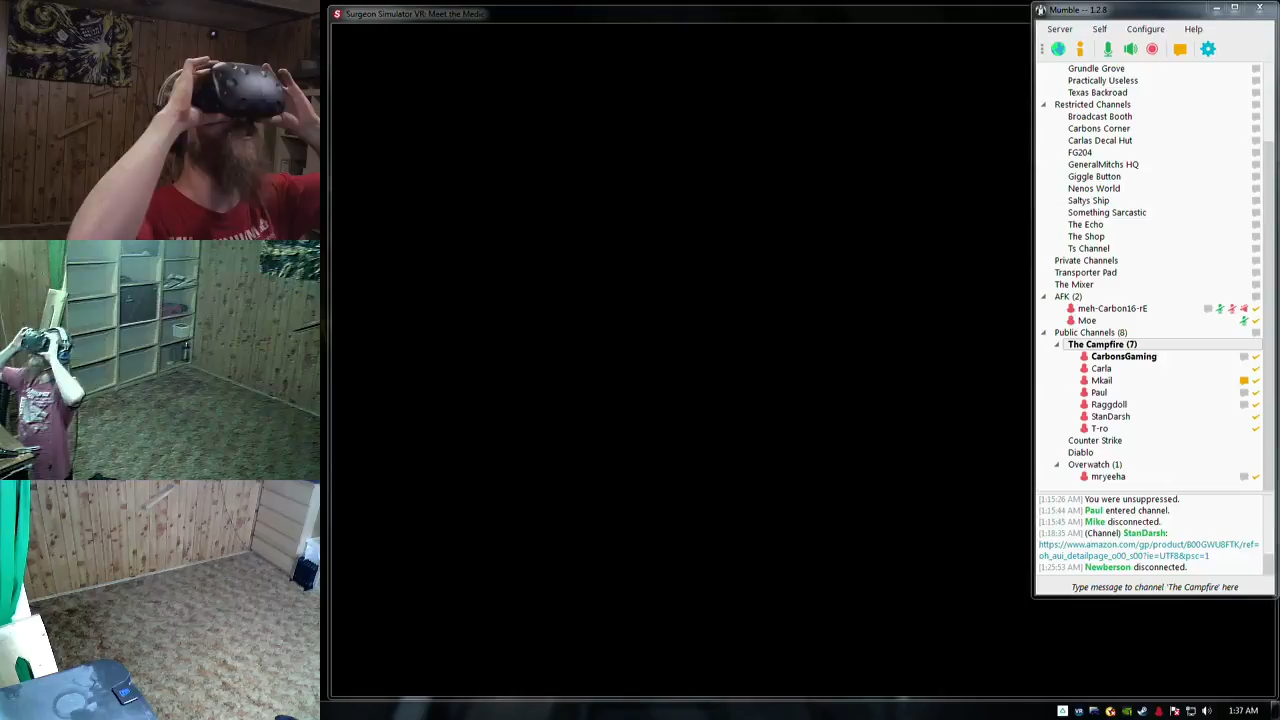 Surgeon Simulator VR: Meet the Medic
Mumble -- 1.2.8
Server Self Configure Help
Grundle Grove
Practically Useless
Texas Backroad
Restricted Channels
Broadcast Booth
Carbons Corner
Carlas Decal Hut
FG204
GeneralMitchs HQ
Giggle Button
Nenos World
Saltys Ship
Something Sarcastic
The Echo
The Shop
Ts Channel
Private Channels
Transporter Pad
The Mixer
AFK (2)
meh-Carbon16-rE
Moe
Public Channels (8)
The Campfire (7)
CarbonsGaming
Carla
Mkail
Paul
Raggdoll
StanDarsh
T-ro
Counter Strike
Diablo
Overwatch (1)
mryeeha
[1:15:26 AM] You were unsuppressed.
[1:15:44 AM] Paul entered channel.
[1:15:45 AM] Mike disconnected.
[1:18:35 AM] (Channel) StanDarsh:
https://www.amazon.com/gp/product/B00GWU8FTK/ref=
oh_aui_detailpage_o00_s00?ie=UTF8&psc=1
[1:25:53 AM] Newberson disconnected.
Type message to channel 'The Campfire' here
1:37 AM